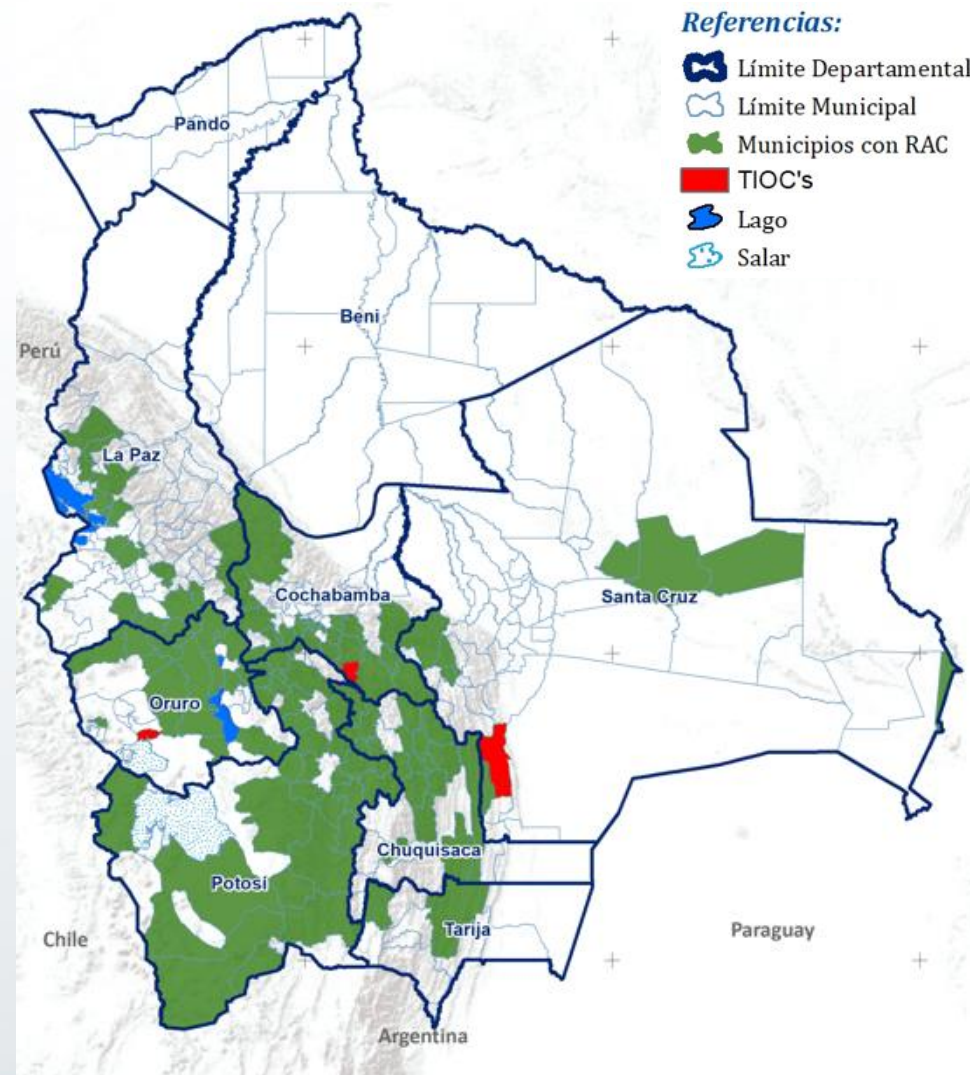 Referencias:
Límite Departamental
Límite Municipal
Municipios con RAC
TIOC's
Lago
Salar
Pando
Beni
Perú
La Paz
Cochabamba
Santa Cruz
Oruro
Chuquisaca
Potosí
Tarija
Chile
Paraguay
Argentina